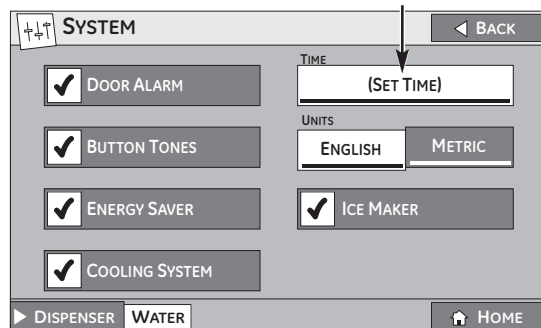 SYSTEM
BACK
DOOR ALARM
TIME
(SET TIME)
BUTTON TONES
UNITS
ENGLISH
METRIC
ENERGY SAVER
ICE MAKER
COOLING SYSTEM
DISPENSER
WATER
HOME